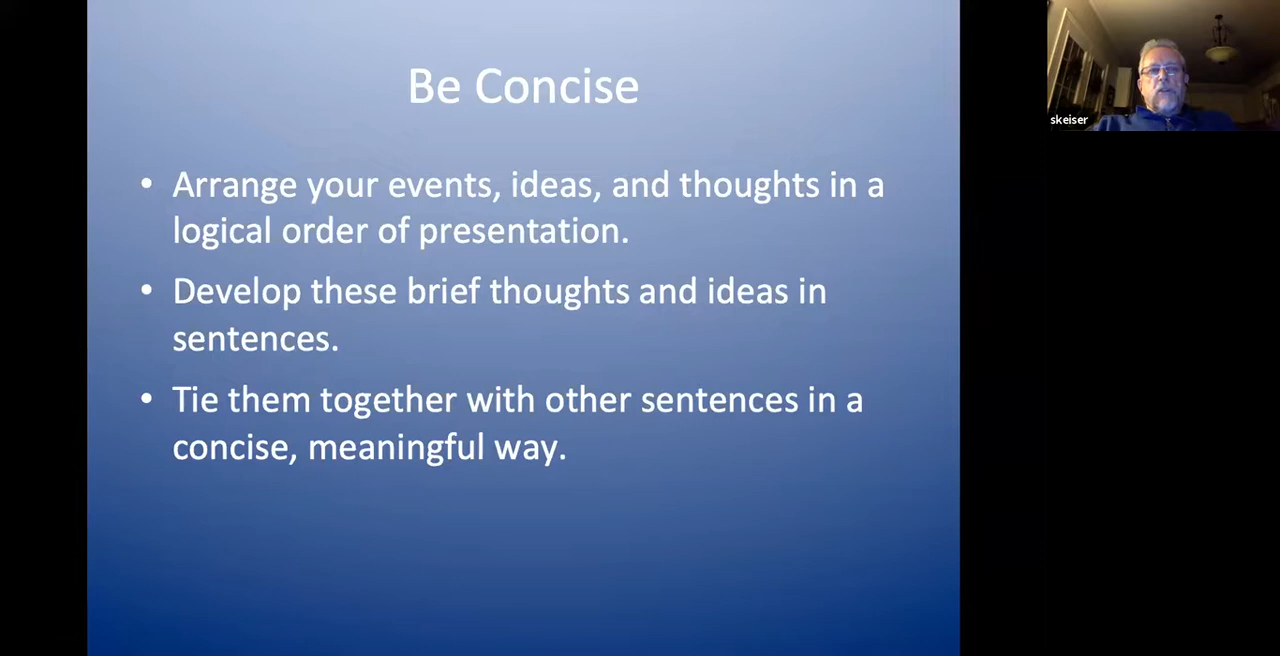 Be Concise
• Arrange your events, ideas, and thoughts in a
logical order of presentation.
• Develop these brief thoughts and ideas in
sentences.
• Tie them together with other sentences in a
concise, meaningful way.
skeiser